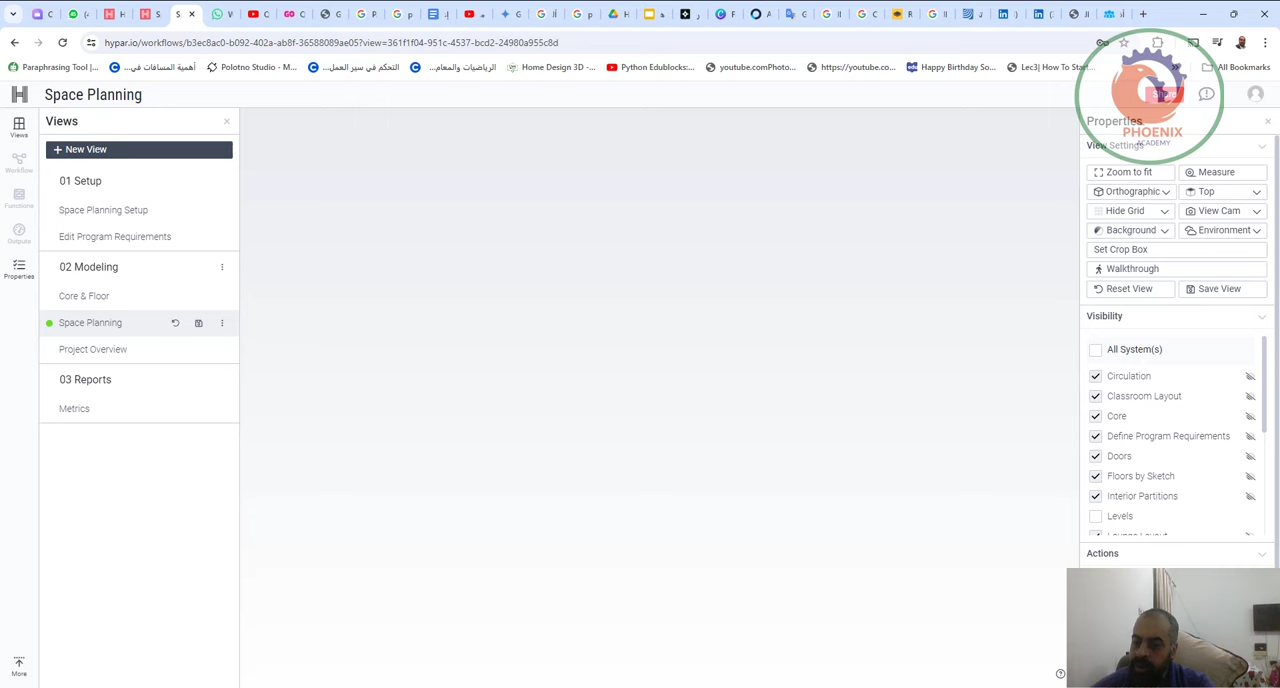 hypar.io/workflows/b3ec8ac0-b092-402a-ab8f-36588089ae05?view=361f1f04-b51c-4137-bcd2-24980a955c8d
Paraphrasing Tool |...
أهمية المسافات في...
Polotno Studio - M...
التحكم في سير العمل...
الرياضيا...
Home Design 3D -...
Python Edublocks:...
youtube.comPhoto...
https://youtube.co...
Happy Birthday So...
Lec3| How To Start...
All Bookmarks
Space Planning
Share
PHOENIX
ACADEMY
Views
Workflow
Functions
Outputs
Properties
More
Views
+ New View
01 Setup
Space Planning Setup
Edit Program Requirements
02 Modeling
Core & Floor
Space Planning
Project Overview
03 Reports
Metrics
Properties
View Settings
Zoom to fit
Measure
Orthographic
Top
Hide Grid
View Cam
Background
Environment
Set Crop Box
Walkthrough
Reset View
Save View
Visibility
All System(s)
Circulation
Classroom Layout
Core
Define Program Requirements
Doors
Floors by Sketch
Interior Partitions
Levels
Lounge Layout
Actions